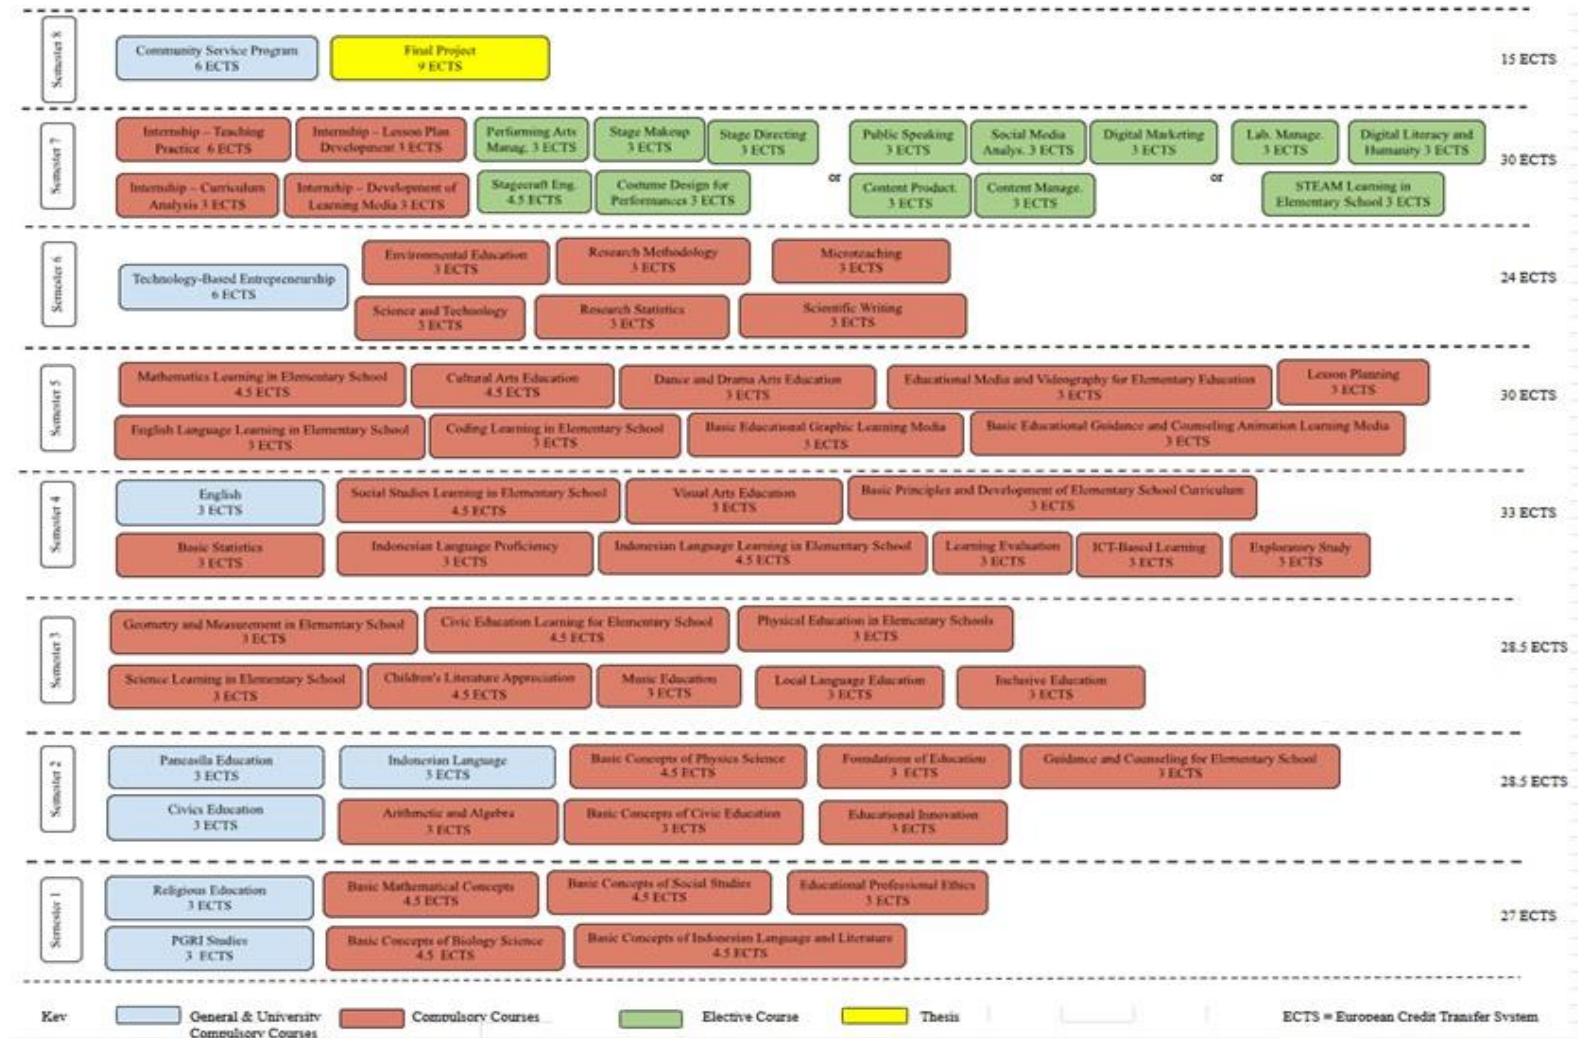 Semester 8
Community Service Program
6 ECTS
Final Project
9 ECTS
15 ECTS
Semester 7
Internship – Teaching
Practice 6 ECTS
Internship – Lesson Plan
Development 3 ECTS
Performing Arts
Manag. 3 ECTS
Stage Makeup
3 ECTS
Stage Directing
3 ECTS
Public Speaking
3 ECTS
Social Media
Analys. 3 ECTS
Digital Marketing
3 ECTS
Lab. Manage.
3 ECTS
Digital Literacy and
Humanity 3 ECTS
30 ECTS
or
or
Internship – Curriculum
Analysis 3 ECTS
Internship – Development of
Learning Media 3 ECTS
Stagecraft Eng.
4.5 ECTS
Costume Design for
Performances 3 ECTS
Content Product.
3 ECTS
Content Manage.
3 ECTS
STEAM Learning in
Elementary School 3 ECTS
Semester 6
Technology-Based Entrepreneurship
6 ECTS
Environmental Education
3 ECTS
Research Methodology
3 ECTS
Microteaching
3 ECTS
24 ECTS
Science and Technology
3 ECTS
Research Statistics
3 ECTS
Scientific Writing
3 ECTS
Semester 5
Mathematics Learning in Elementary School
4.5 ECTS
Cultural Arts Education
4.5 ECTS
Dance and Drama Arts Education
3 ECTS
Educational Media and Videography for Elementary Education
3 ECTS
Lesson Planning
3 ECTS
30 ECTS
English Language Learning in Elementary School
3 ECTS
Coding Learning in Elementary School
3 ECTS
Basic Educational Graphic Learning Media
3 ECTS
Basic Educational Guidance and Counseling Animation Learning Media
3 ECTS
Semester 4
English
3 ECTS
Social Studies Learning in Elementary School
4.5 ECTS
Visual Arts Education
3 ECTS
Basic Principles and Development of Elementary School Curriculum
3 ECTS
33 ECTS
Basic Statistics
3 ECTS
Indonesian Language Proficiency
3 ECTS
Indonesian Language Learning in Elementary School
4.5 ECTS
Learning Evaluation
3 ECTS
ICT-Based Learning
3 ECTS
Exploratory Study
3 ECTS
Semester 3
Geometry and Measurement in Elementary School
3 ECTS
Civic Education Learning for Elementary School
4.5 ECTS
Physical Education in Elementary Schools
3 ECTS
28.5 ECTS
Science Learning in Elementary School
3 ECTS
Children's Literature Appreciation
4.5 ECTS
Music Education
3 ECTS
Local Language Education
3 ECTS
Inclusive Education
3 ECTS
Semester 2
Pancasila Education
3 ECTS
Indonesian Language
3 ECTS
Basic Concepts of Physics Science
4.5 ECTS
Foundations of Education
3 ECTS
Guidance and Counseling for Elementary School
3 ECTS
28.5 ECTS
Civics Education
3 ECTS
Arithmetic and Algebra
3 ECTS
Basic Concepts of Civic Education
3 ECTS
Educational Innovation
3 ECTS
Semester 1
Religious Education
3 ECTS
Basic Mathematical Concepts
4.5 ECTS
Basic Concepts of Social Studies
4.5 ECTS
Educational Professional Ethics
3 ECTS
27 ECTS
PGRI Studies
3 ECTS
Basic Concepts of Biology Science
4.5 ECTS
Basic Concepts of Indonesian Language and Literature
4.5 ECTS
Key
General & University
Compulsory Courses
Compulsory Courses
Elective Course
Thesis
ECTS = European Credit Transfer System